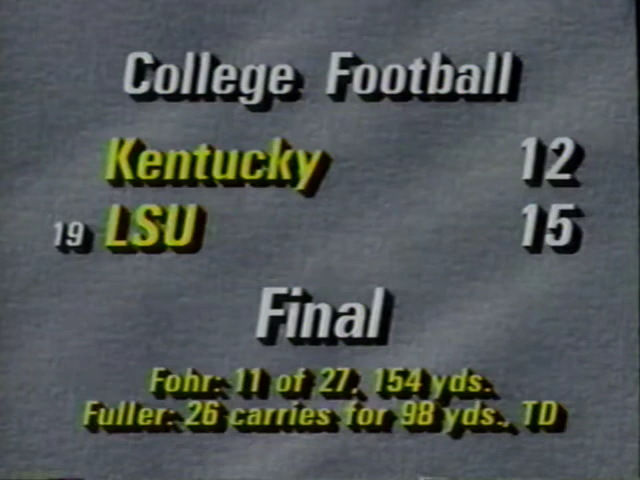 College Football
Kentucky 12
19 LSU 15
Final
Fohr: 11 of 27, 154 yds.
Fuller: 26 carries for 98 yds., TD